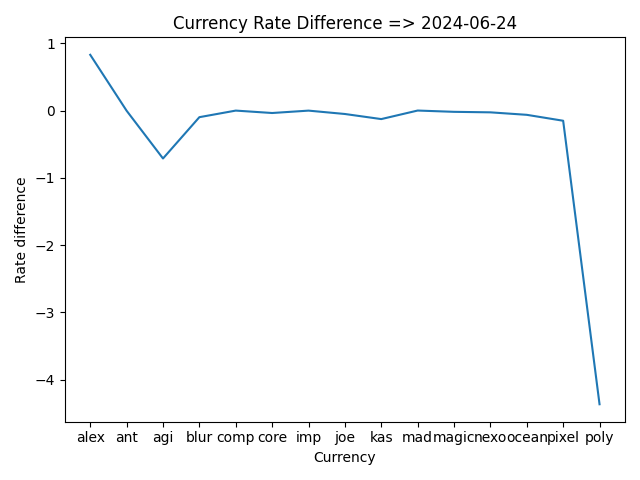 Currency Rate Difference => 2024-06-24
1
0
−1
−2
−3
−4
Rate difference
alex ant agi blur comp core imp joe kas mad magic nexo ocean pixel poly
Currency